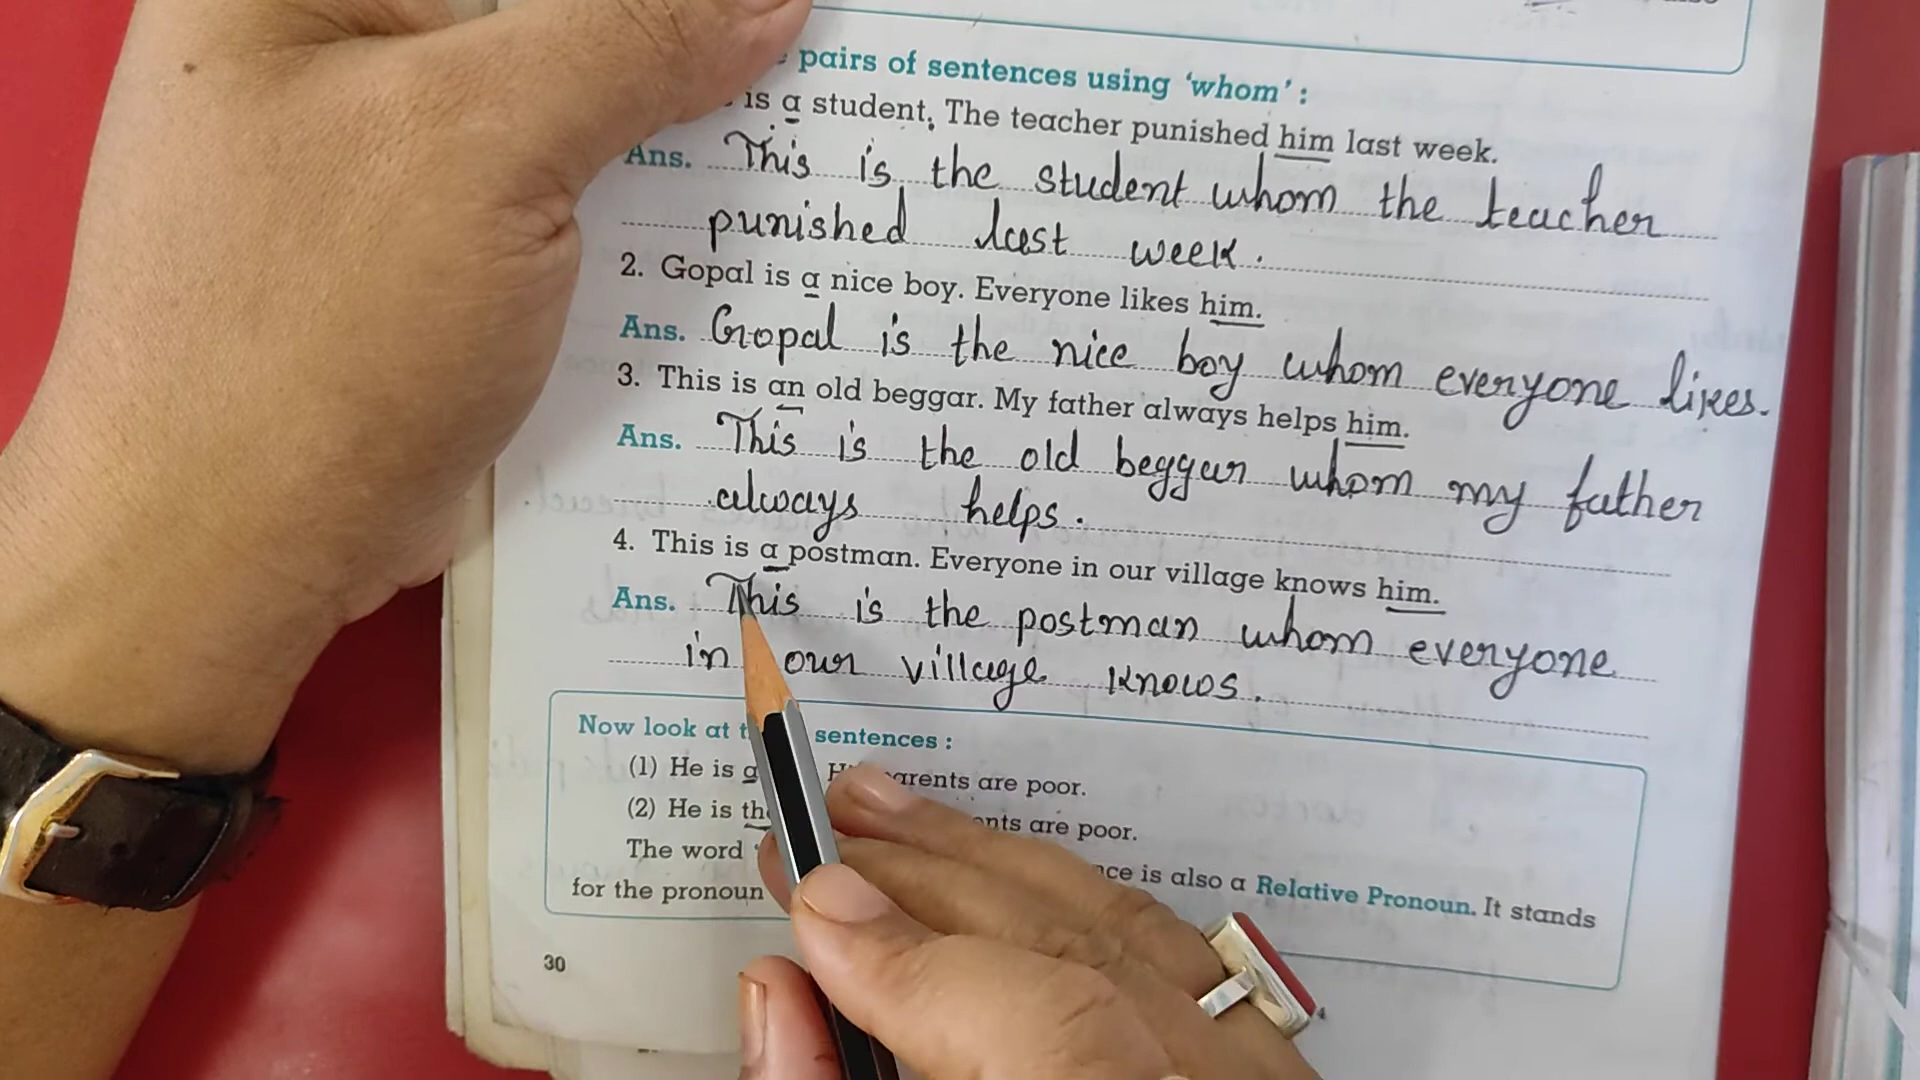 pairs of sentences using ‘whom’ :
is a student. The teacher punished him last week.
Ans. This is the student whom the teacher
punished last week.
2. Gopal is a nice boy. Everyone likes him.
Ans. Gopal is the nice boy whom everyone likes.
3. This is an old beggar. My father always helps him.
Ans. This is the old beggar whom my father
always helps.
4. This is a postman. Everyone in our village knows him.
Ans. This is the postman whom everyone
in our village knows.
Now look at sentences :
(1) He is a parents are poor.
(2) He is are poor.
The word is also a Relative Pronoun. It stands
for the pronoun
30